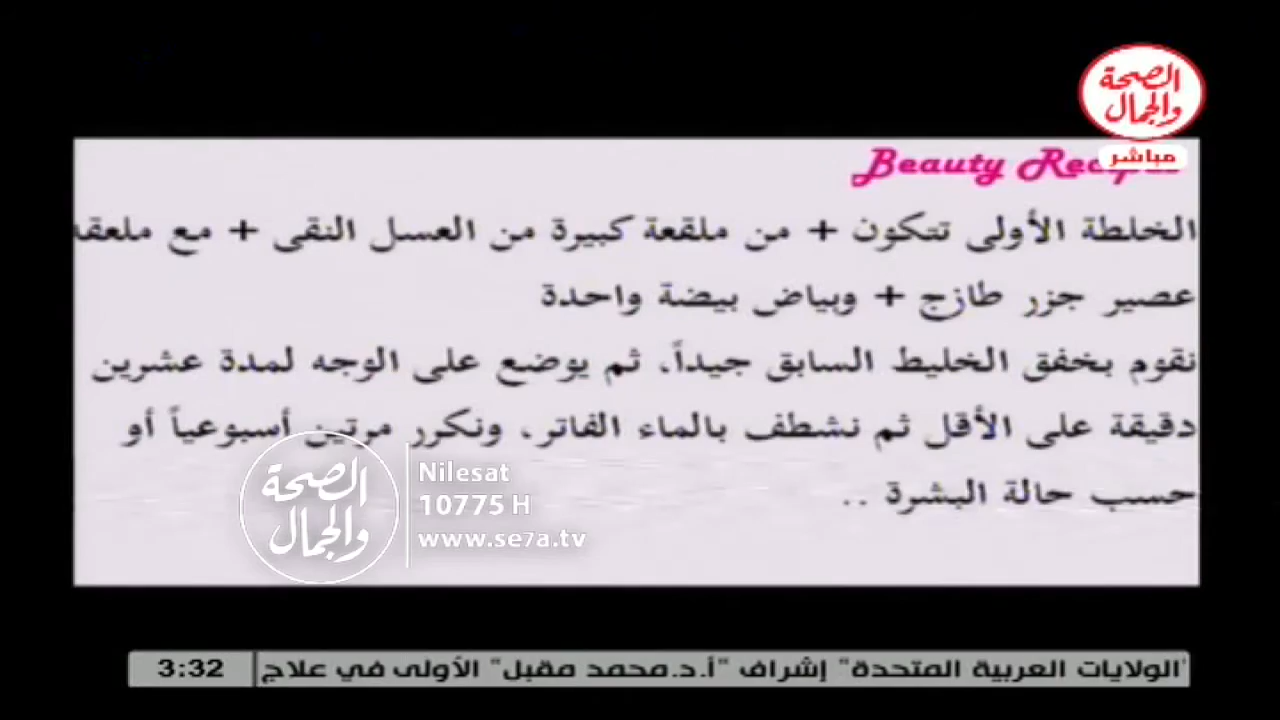 الصحة
والجمال
مباشر
Beauty
الخلطة الأولى تتكون + من ملقعة كبيرة من العسل النقى + مع ملعقه
عصير جزر طازج + وبياض بيضة واحدة
نقوم بخفق الخليط السابق جيداً، ثم يوضع على الوجه لمدة عشرين
دقيقة على الأقل ثم نشطف بالماء الفاتر، ونكرر مرتين أسبوعياً أو
حسب حالة البشرة ..
الصحة
والجمال
Nilesat
10775 H
www.se7a.tv
الولايات العربية المتحدة" إشراف "أ.د.محمد مقبل" الأولى في علاج
3:32